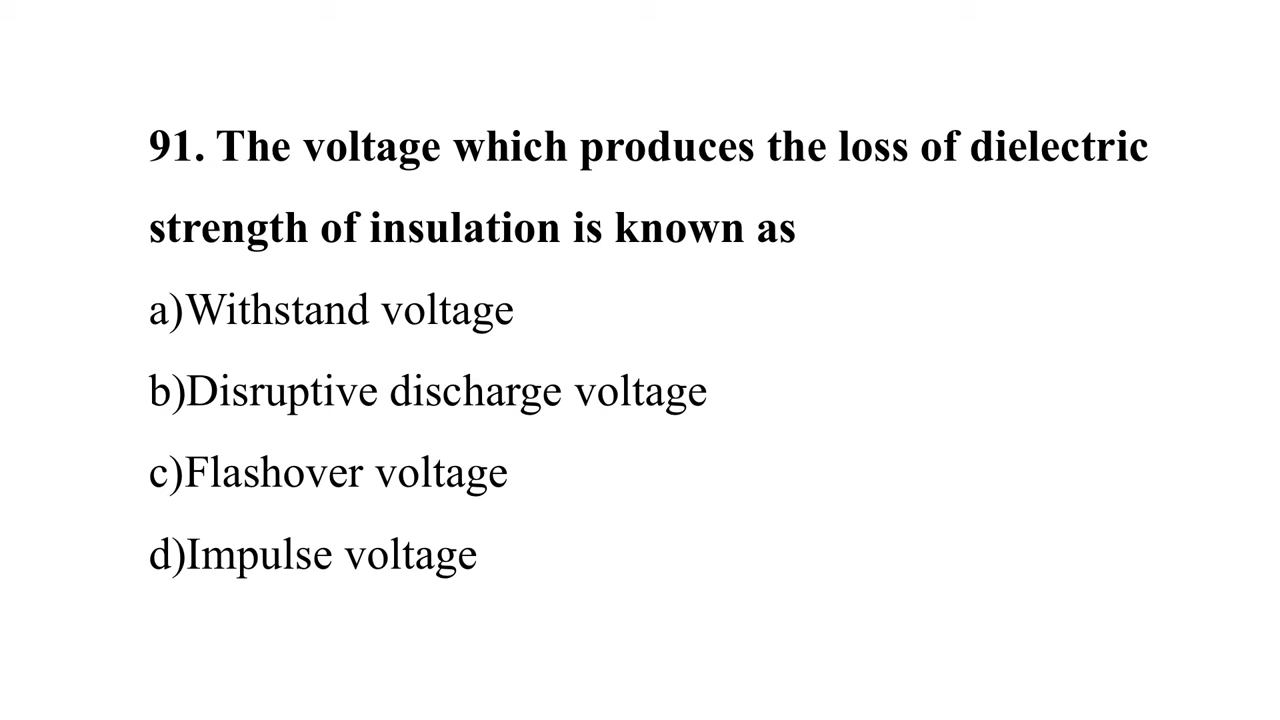 91. The voltage which produces the loss of dielectric
strength of insulation is known as
a)Withstand voltage
b)Disruptive discharge voltage
c)Flashover voltage
d)Impulse voltage